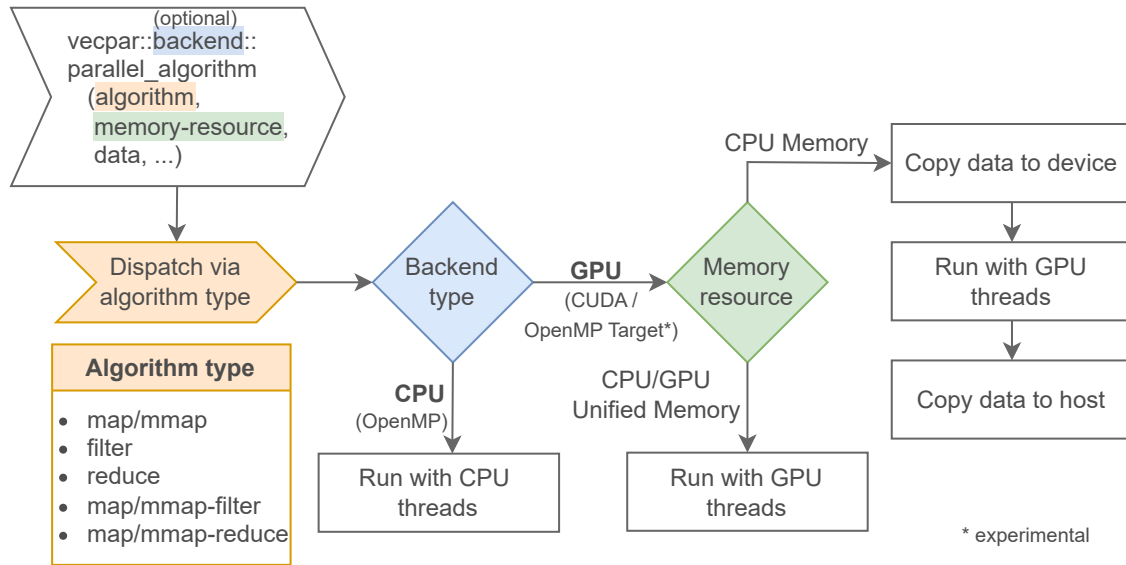 (optional)
vecpar::backend::
parallel_algorithm
(algorithm,
memory-resource,
data, ...)
Dispatch via
algorithm type
Algorithm type
• map/mmap
• filter
• reduce
• map/mmap-filter
• map/mmap-reduce
Backend
type
CPU
(OpenMP)
Run with CPU
threads
GPU
(CUDA /
OpenMP Target*)
Memory
resource
CPU/GPU
Unified Memory
Run with GPU
threads
CPU Memory
Copy data to device
Run with GPU
threads
Copy data to host
* experimental